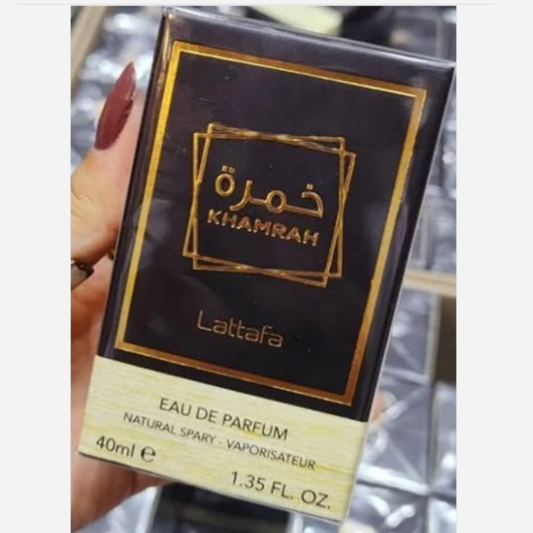 خمرة
KHAMRAH
Lattafa
EAU DE PARFUM
NATURAL SPARY - VAPORISATEUR
40ml e
1.35 FL. OZ.